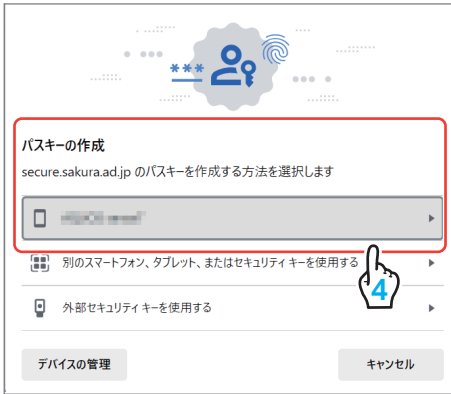 ***
パスキーの作成
secure.sakura.ad.jp のパスキーを作成する方法を選択します
別のスマートフォン、タブレット、またはセキュリティ キーを使用する
4
外部セキュリティ キーを使用する
デバイスの管理
キャンセル